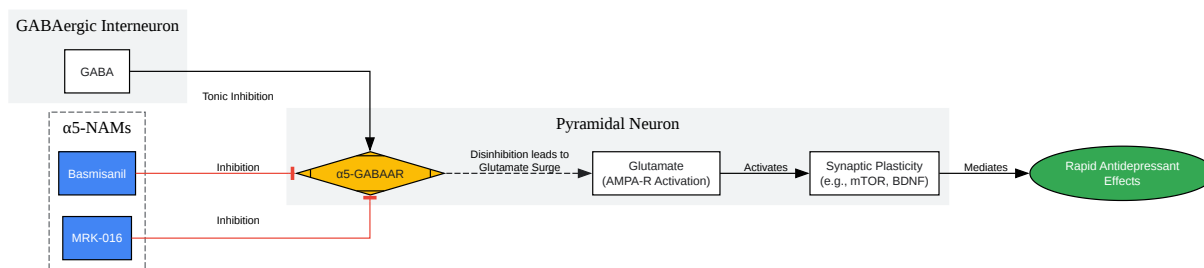 GABAergic Interneuron
GABA
Tonic Inhibition
α5-NAMs
Basmisanil
MRK-016
Inhibition
Inhibition
Pyramidal Neuron
α5-GABAAR
Disinhibition leads to
Glutamate Surge
Glutamate
(AMPA-R Activation)
Activates
Synaptic Plasticity
(e.g., mTOR, BDNF)
Mediates
Rapid Antidepressant
Effects